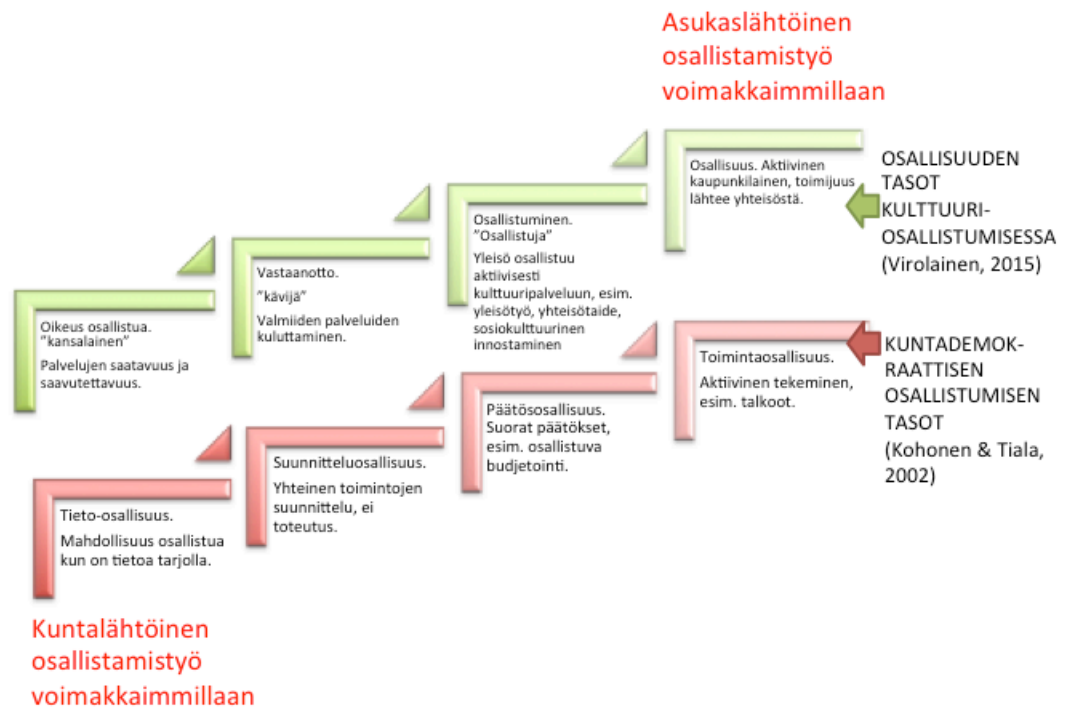 Asukaslähtöinen
osallistamistyö
voimakkaimmillaan
Osallisuus. Aktiivinen
kaupunkilainen, toimijuus
lähtee yhteisöstä.
OSALLISUUDEN
TASOT
KULTTUURI-
OSALLISTUMISESSA
(Virolainen, 2015)
Osallistuminen.
"Osallistuja"
Yleisö osallistuu
aktiivisesti
kulttuuripalveluun, esim.
yleisötyö, yhteisötaide,
sosiokulttuurinen
innostaminen
Vastaanotto.
"kävijä"
Valmiiden palveluiden
kuluttaminen.
Oikeus osallistua.
"kansalainen"
Palvelujen saatavuus ja
saavutettavuus.
Toimintaosallisuus.
Aktiivinen tekeminen,
esim. talkoot.
KUNTADEMOK-
RAATTISEN
OSALLISTUMISEN
TASOT
(Kohonen & Tiala,
2002)
Päätösosallisuus.
Suorat päätökset,
esim. osallistuva
budjetointi.
Suunnitteluosallisuus.
Yhteinen toimintojen
suunnittelu, ei
toteutus.
Tieto-osallisuus.
Mahdollisuus osallistua
kun on tietoa tarjolla.
Kuntalähtöinen
osallistamistyö
voimakkaimmillaan